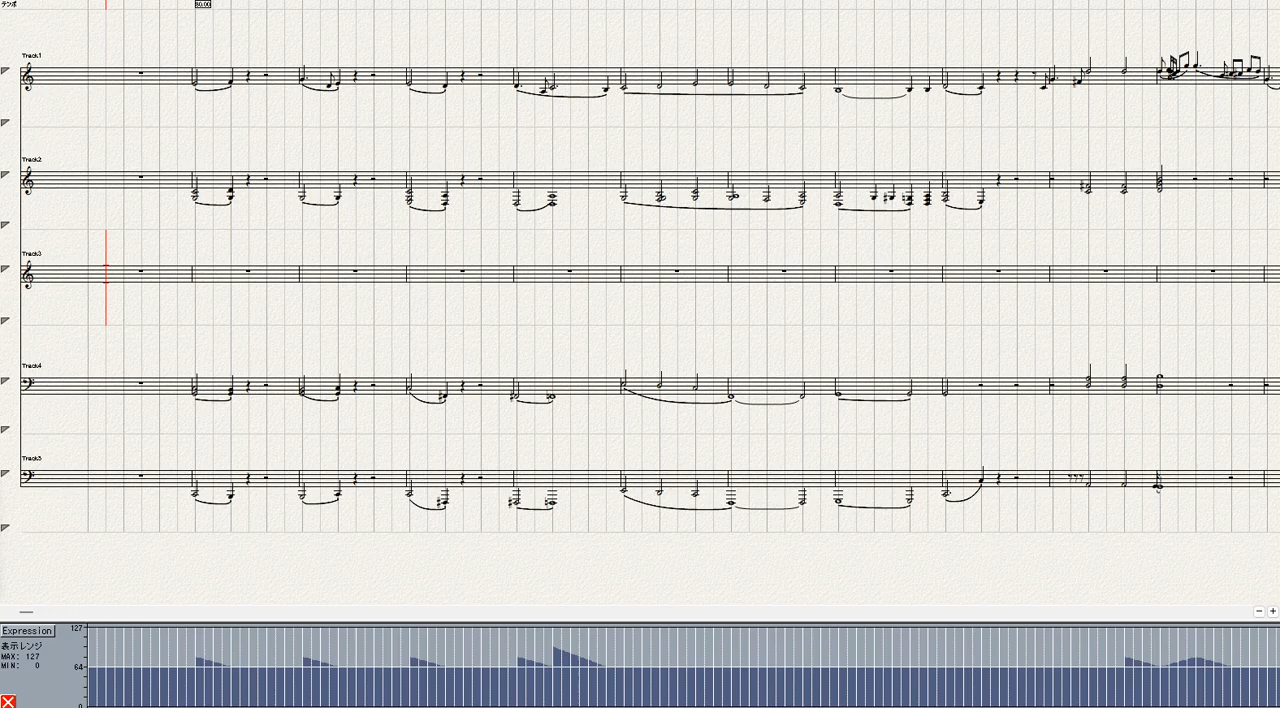 テンポ
80.00
Track1
Track2
Track3
Track4
Track5
Expression
127
表示レンジ
MAX: 127
MIN: 0
64
0